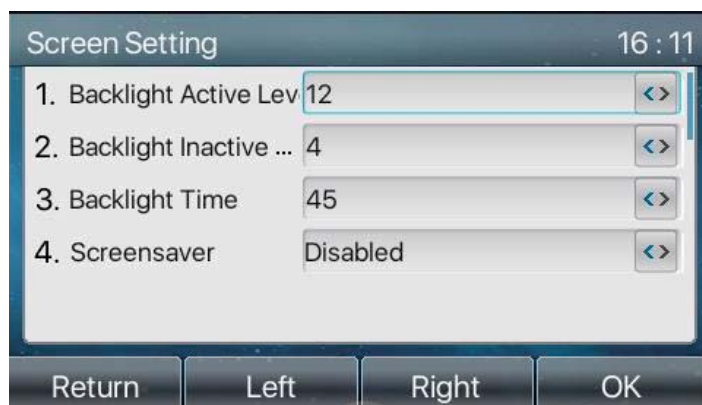 Screen Setting 16 : 11
1. Backlight Active Lev 12
2. Backlight Inactive ... 4
3. Backlight Time 45
4. Screensaver Disabled
Return Left Right OK